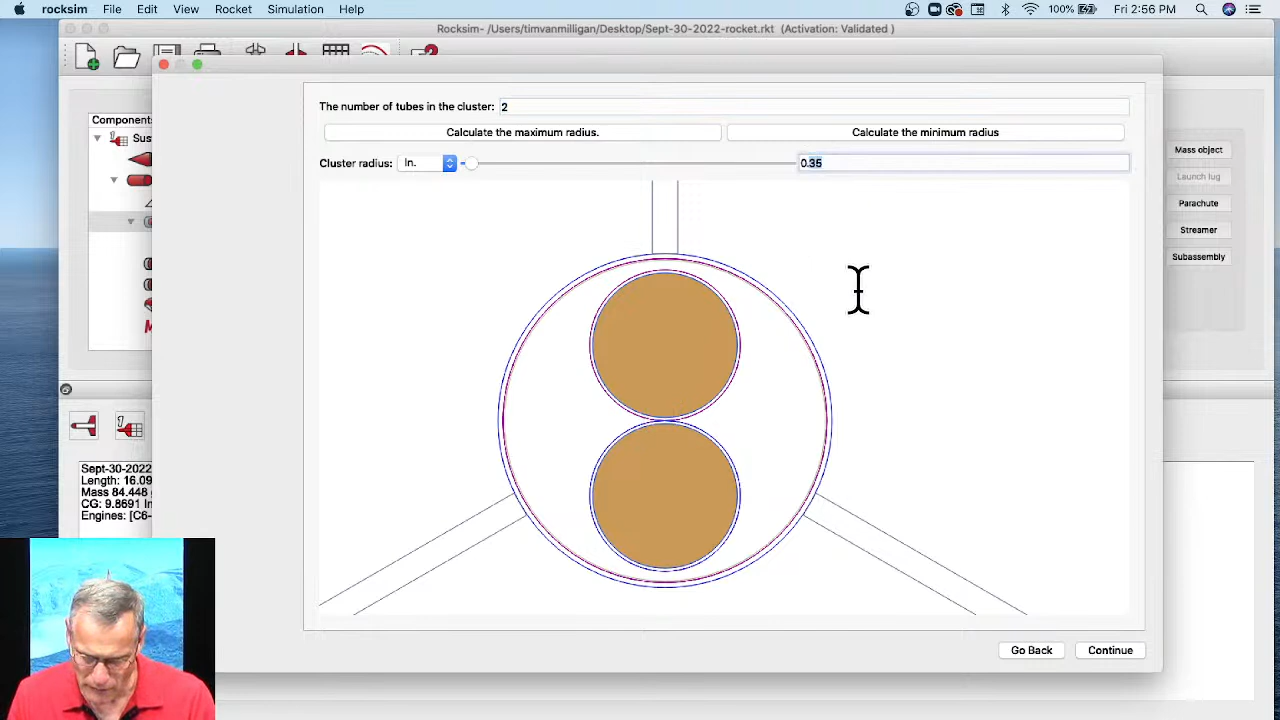 rocksim File Edit View Rocket Simulation Help 100% Fri 2:56 PM
Rocksim- /Users/timvanmilligan/Desktop/Sept-30-2022-rocket.rkt (Activation: Validated )
The number of tubes in the cluster: 2
Calculate the maximum radius. Calculate the minimum radius
Cluster radius: In. 0.35
Components
Sus
Mass object
Launch lug
Parachute
Streamer
Subassembly
Sept-30-2022
Length: 16.09
Mass 84.448
CG: 9.8691 In
Engines: [C6-
Go Back Continue